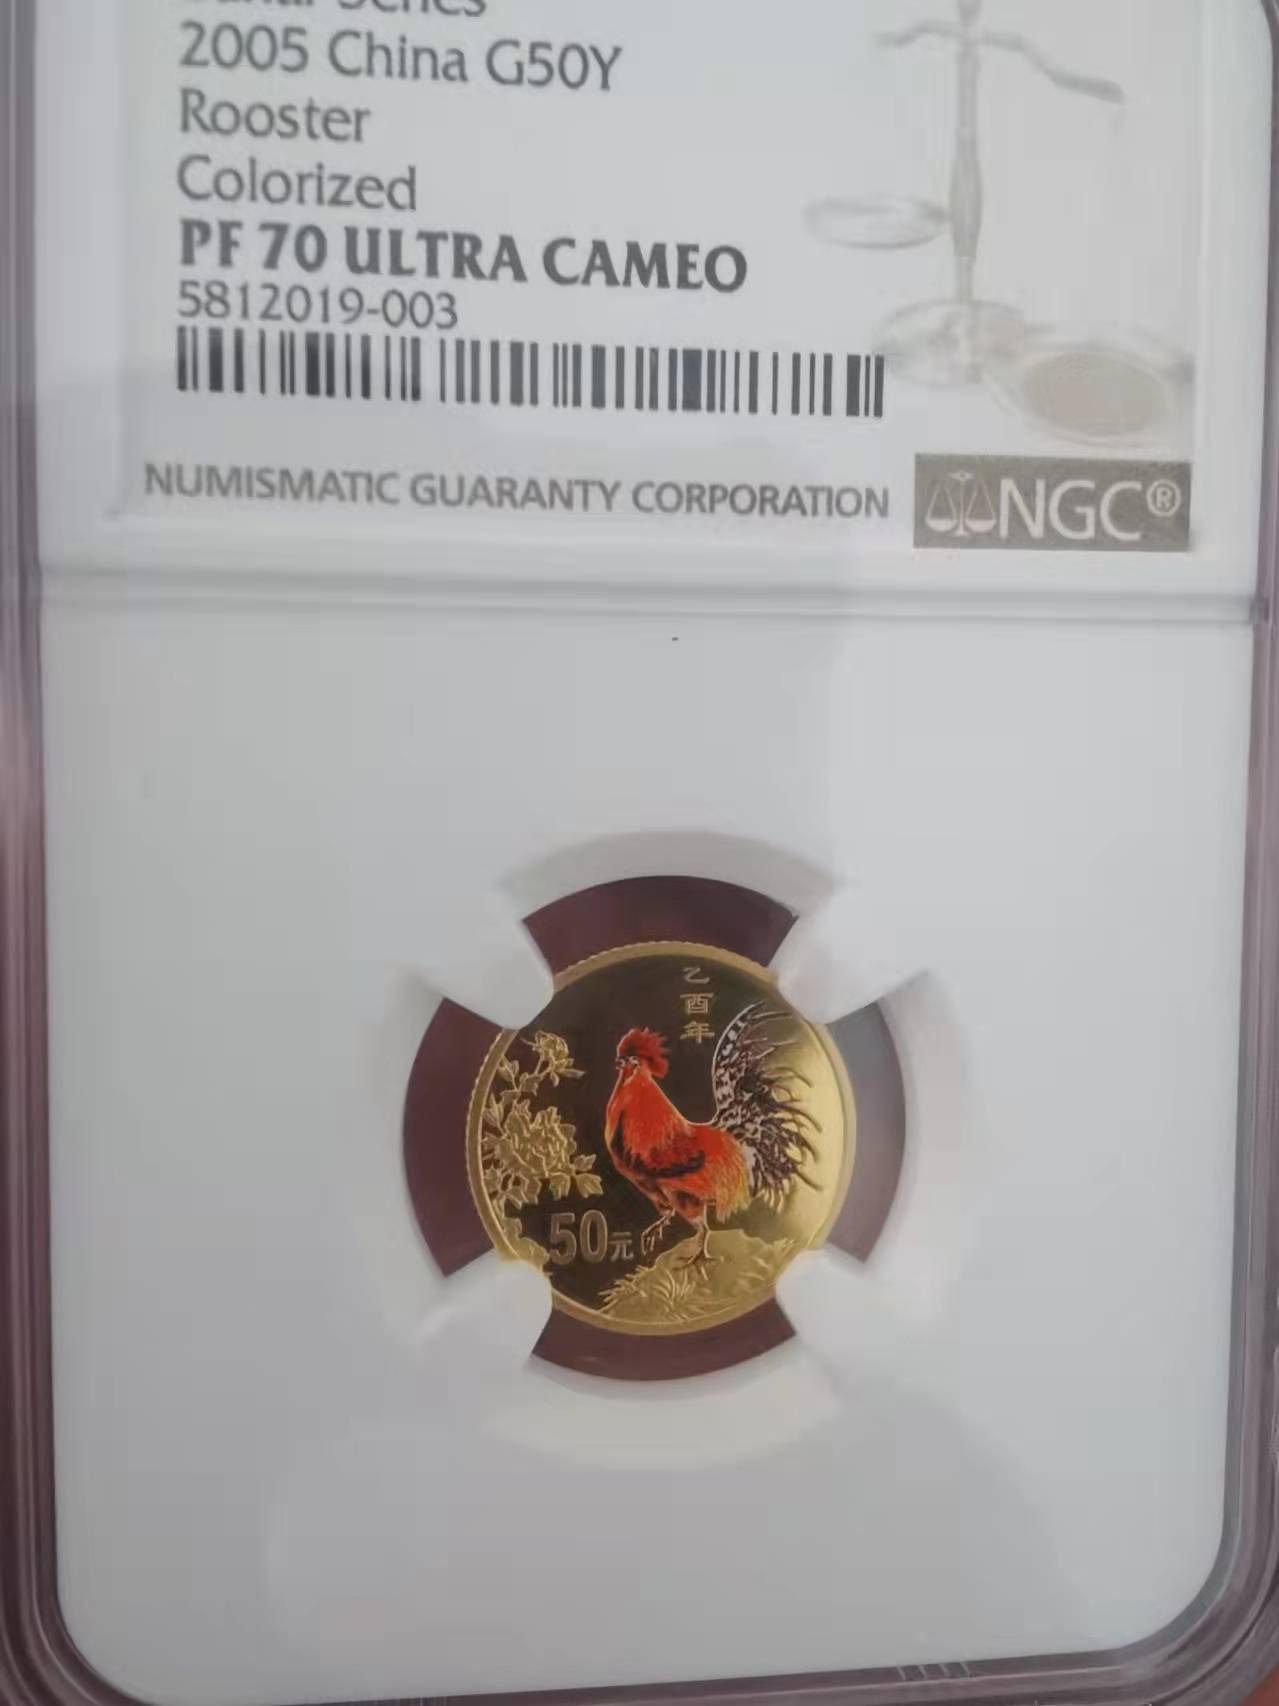 Series
2005 China G50Y
Rooster
Colorized
PF 70 ULTRA CAMEO
5812019-003
NUMISMATIC GUARANTY CORPORATION
NGC®
乙
酉
年
50元